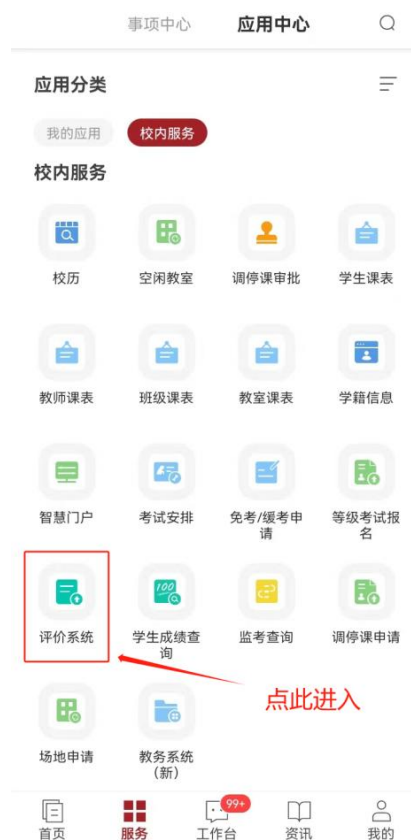 事项中心 应用中心
应用分类
我的应用 校内服务
校内服务
校历 空闲教室 调停课审批 学生课表
教师课表 班级课表 教室课表 学籍信息
智慧门户 考试安排 免考/缓考申 等级考试报
请 名
100
评价系统 学生成绩查 监考查询 调停课申请
询
点此进入
场地申请 教务系统
(新)
99+
首页 服务 工作台 资讯 我的